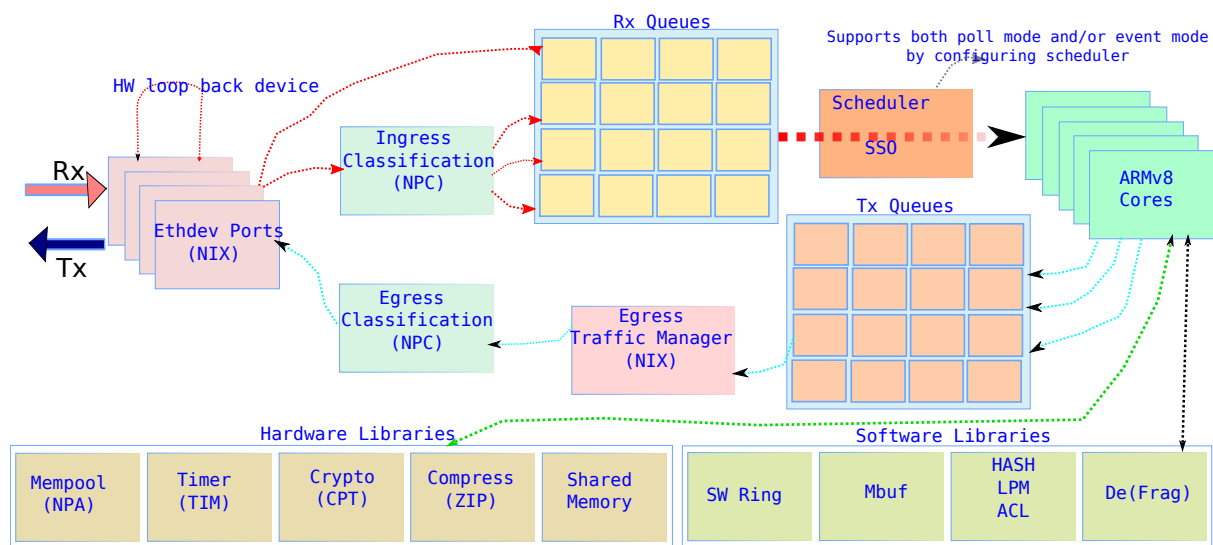 Rx Queues
Supports both poll mode and/or event mode
by configuring scheduler
HW loop back device
Scheduler
SSO
Ingress
Classification
(NPC)
Rx
Tx
Ethdev Ports
(NIX)
ARMv8
Cores
Tx Queues
Egress
Classification
(NPC)
Egress
Traffic Manager
(NIX)
Hardware Libraries
Mempool
(NPA)
Timer
(TIM)
Crypto
(CPT)
Compress
(ZIP)
Shared
Memory
Software Libraries
SW Ring
Mbuf
HASH
LPM
ACL
De(Frag)